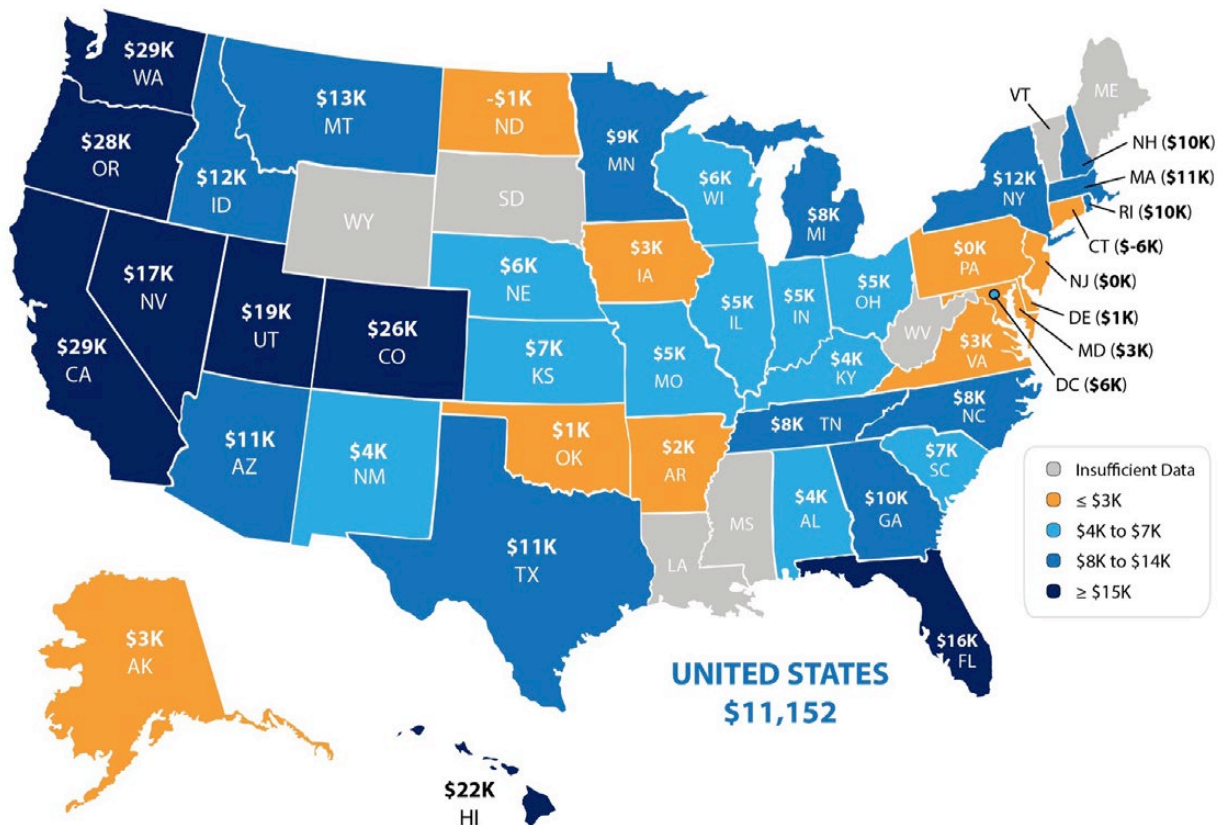 $29K
WA
$28K
OR
$12K
ID
$13K
MT
-$1K
ND
$9K
MN
SD
WY
$6K
WI
$8K
MI
$12K
NY
VT
ME
NH ($10K)
MA ($11K)
RI ($10K)
CT ($-6K)
NJ ($0K)
DE ($1K)
MD ($3K)
DC ($6K)
$0K
PA
$3K
IA
$6K
NE
$17K
NV
$19K
UT
$26K
CO
$29K
CA
$7K
KS
$5K
MO
$5K
IL
$5K
IN
$5K
OH
WV
$3K
VA
$4K
KY
$8K
NC
$8K TN
$7K
SC
$11K
AZ
$4K
NM
$1K
OK
$2K
AR
MS
$4K
AL
$10K
GA
$11K
TX
LA
$16K
FL
$3K
AK
$22K
HI
UNITED STATES
$11,152
Insufficient Data
≤ $3K
$4K to $7K
$8K to $14K
≥ $15K